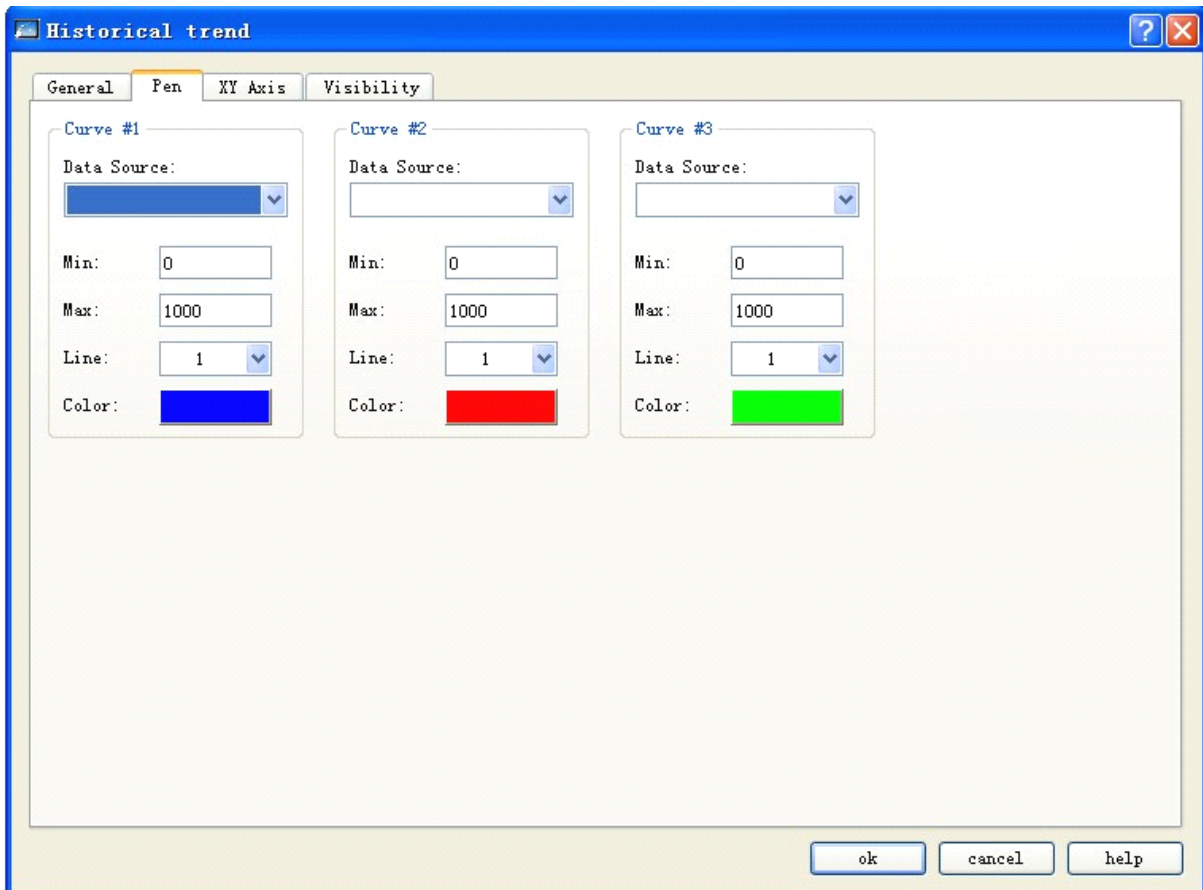 Historical trend
General Pen XY Axis Visibility
Curve #1 Curve #2 Curve #3
Data Source: Data Source: Data Source:
Min: 0 Min: 0 Min: 0
Max: 1000 Max: 1000 Max: 1000
Line: 1 Line: 1 Line: 1
Color: Color: Color:
ok cancel help